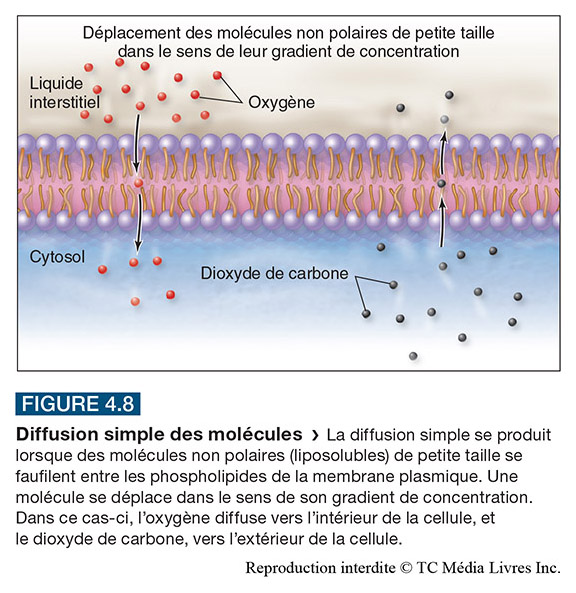 Déplacement des molécules non polaires de petite taille
dans le sens de leur gradient de concentration
Liquide
interstitiel
Oxygène
Cytosol
Dioxyde de carbone
FIGURE 4.8
Diffusion simple des molécules › La diffusion simple se produit
lorsque des molécules non polaires (liposolubles) de petite taille se
faufilent entre les phospholipides de la membrane plasmique. Une
molécule se déplace dans le sens de son gradient de concentration.
Dans ce cas-ci, l’oxygène diffuse vers l’intérieur de la cellule, et
le dioxyde de carbone, vers l’extérieur de la cellule.
Reproduction interdite © TC Média Livres Inc.